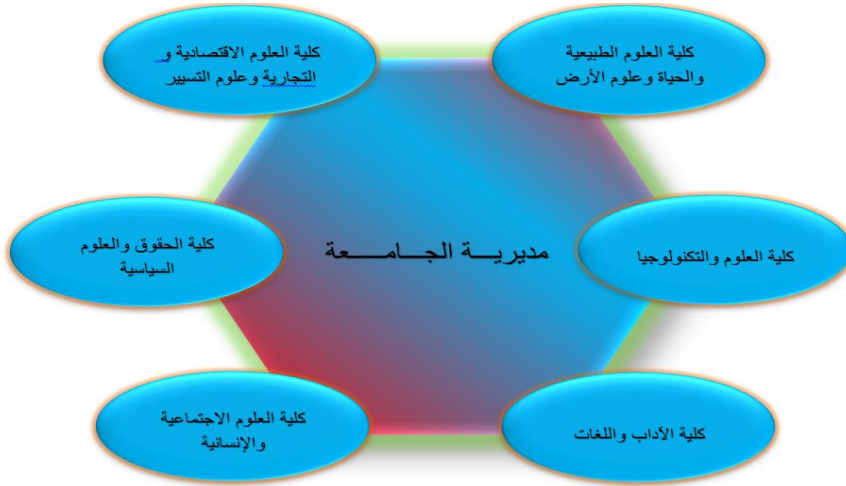 كلية العلوم الطبيعية
والحياة وعلوم الأرض
كلية العلوم الاقتصادية و
التجارية وعلوم التسيير
كلية العلوم والتكنولوجيا
مديريـــة الجـــامـــــعة
كلية الحقوق والعلوم
السياسية
كلية الآداب واللغات
كلية العلوم الاجتماعية
والإنسانية